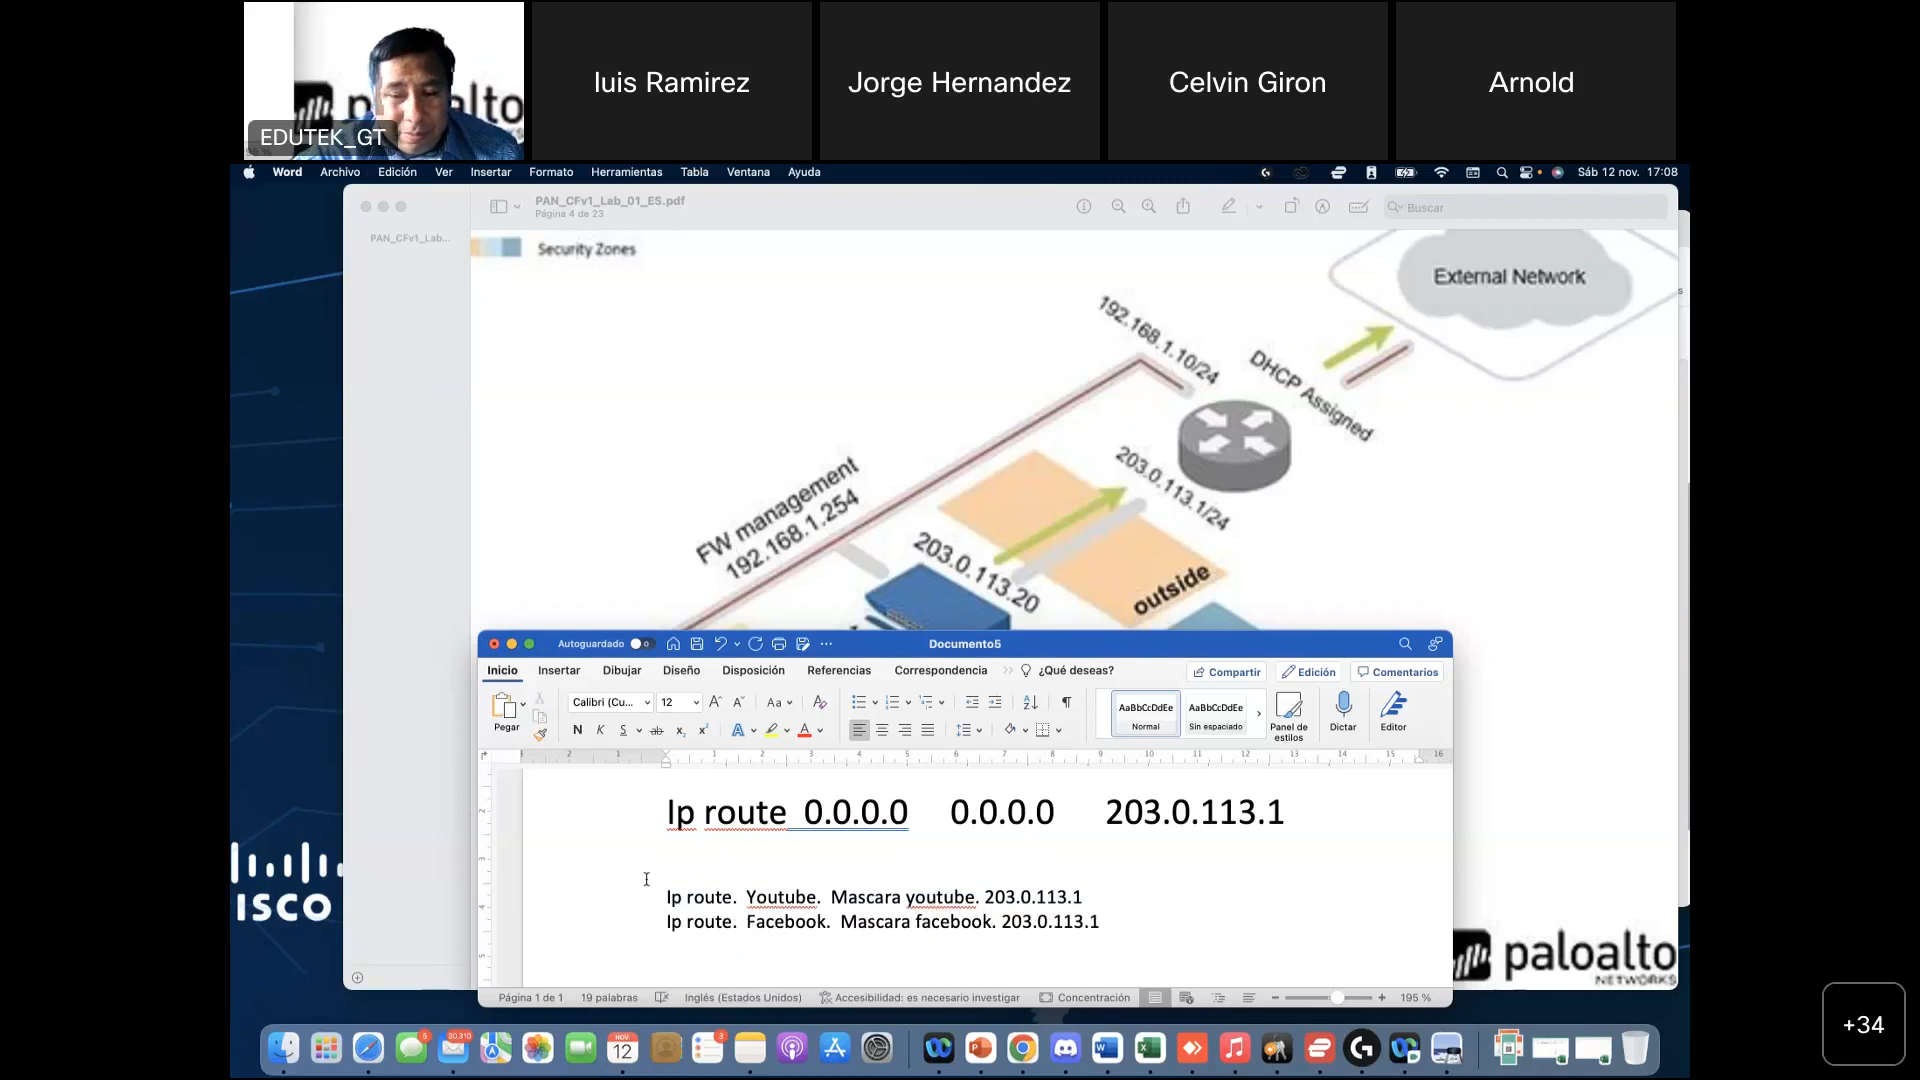 EDUTEK_GT
luis Ramirez
Jorge Hernandez
Celvin Giron
Arnold
Word Archivo Edición Ver Insertar Formato Herramientas Tabla Ventana Ayuda
Sáb 12 nov. 17:08
PAN_CFv1_Lab_01_ES.pdf
Página 4 de 23
Buscar
PAN_CFv1_Lab...
Security Zones
External Network
192.168.1.10/24
DHCP Assigned
203.0.113.1/24
FW management
192.168.1.254
203.0.113.20
outside
Autoguardado
Documento5
Inicio Insertar Dibujar Diseño Disposición Referencias Correspondencia ¿Qué deseas?
Compartir Edición Comentarios
Pegar
Calibri (Cu... 12
AaBbCcDdEe
Normal
AaBbCcDdEe
Sin espaciado
Panel de
estilos
Dictar
Editor
Ip route 0.0.0.0 0.0.0.0 203.0.113.1
Ip route. Youtube. Mascara youtube. 203.0.113.1
Ip route. Facebook. Mascara facebook. 203.0.113.1
Página 1 de 1 19 palabras Inglés (Estados Unidos) Accesibilidad: es necesario investigar Concentración 195 %
ISCO
paloalto
NETWORKS
+34